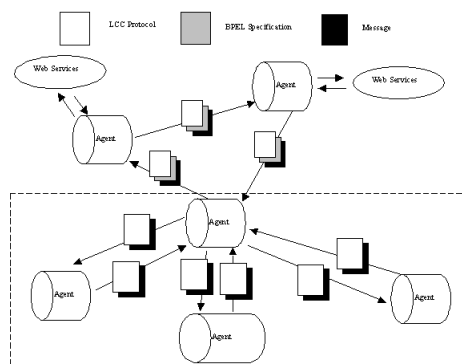 LCC Protocol
BPEL Specification
Message
Web Services
Agent
Web Services
Agent
Agent
Agent
Agent
Agent